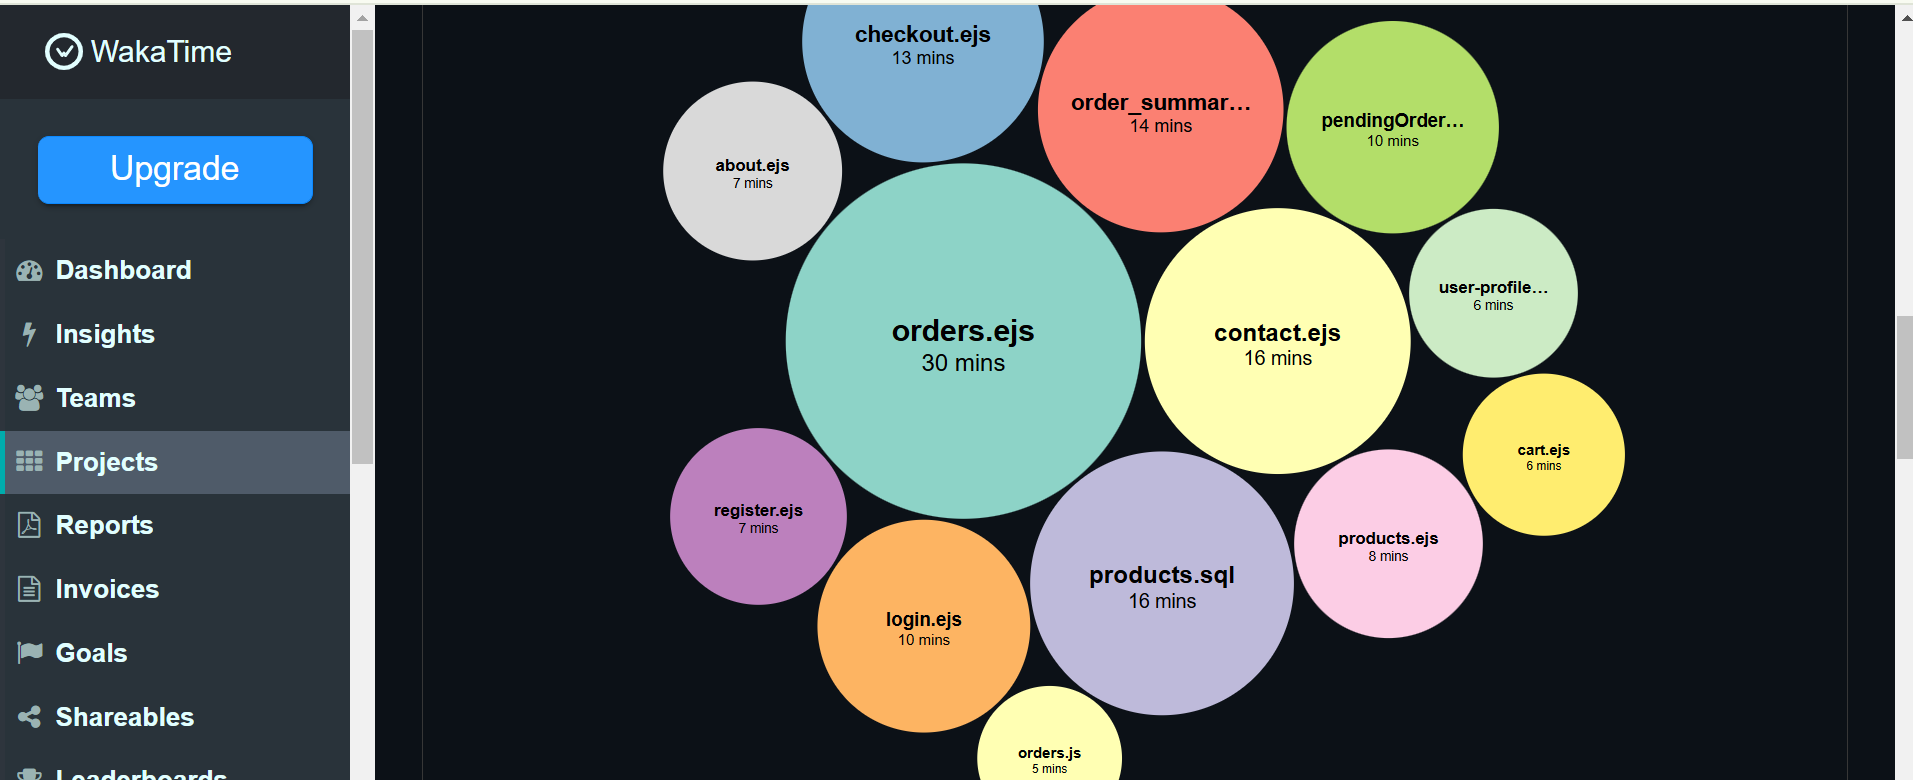 WakaTime
Upgrade
Dashboard
Insights
Teams
Projects
Reports
Invoices
Goals
Shareables
Leaderboards
checkout.ejs
13 mins
order_summar...
14 mins
pendingOrder...
10 mins
about.ejs
7 mins
user-profile...
6 mins
orders.ejs
30 mins
contact.ejs
16 mins
cart.ejs
6 mins
register.ejs
7 mins
products.ejs
8 mins
products.sql
16 mins
login.ejs
10 mins
orders.js
5 mins